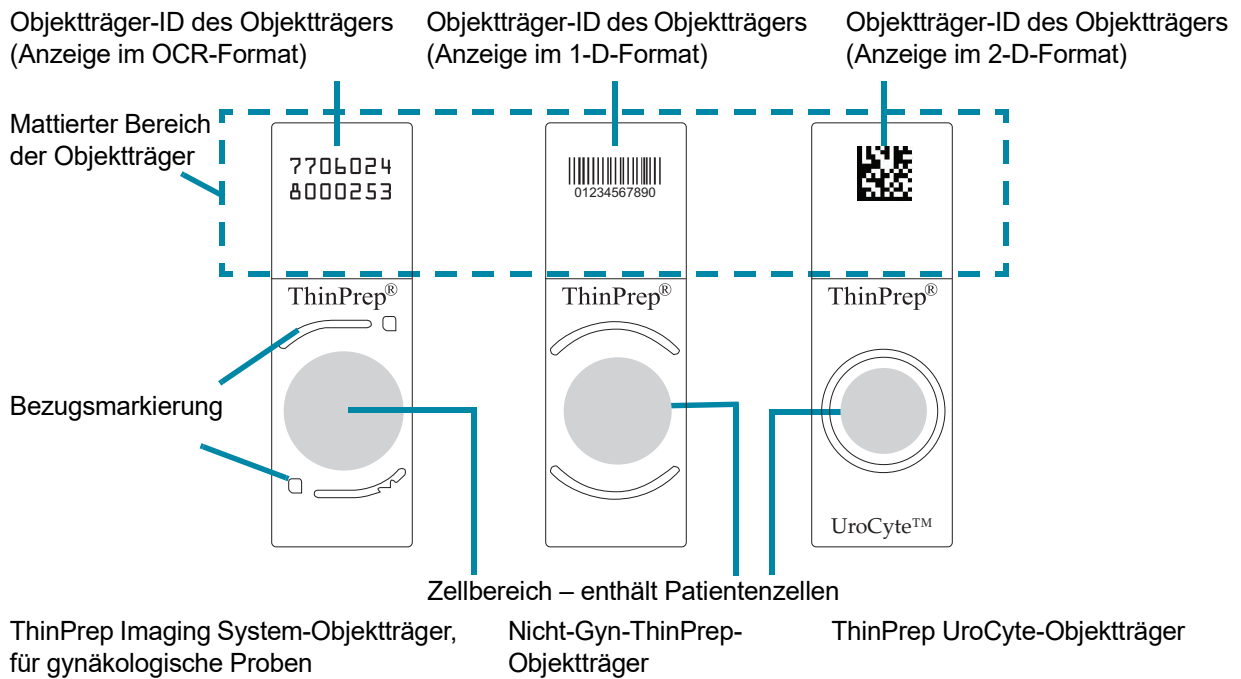 Objektträger-ID des Objektträgers
(Anzeige im OCR-Format)
Objektträger-ID des Objektträgers
(Anzeige im 1-D-Format)
Objektträger-ID des Objektträgers
(Anzeige im 2-D-Format)
Mattierter Bereich
der Objektträger
7706024
8000253
01234567890
ThinPrep®
ThinPrep®
ThinPrep®
Bezugsmarkierung
UroCyte™
Zellbereich – enthält Patientenzellen
ThinPrep Imaging System-Objektträger,
für gynäkologische Proben
Nicht-Gyn-ThinPrep-
Objektträger
ThinPrep UroCyte-Objektträger